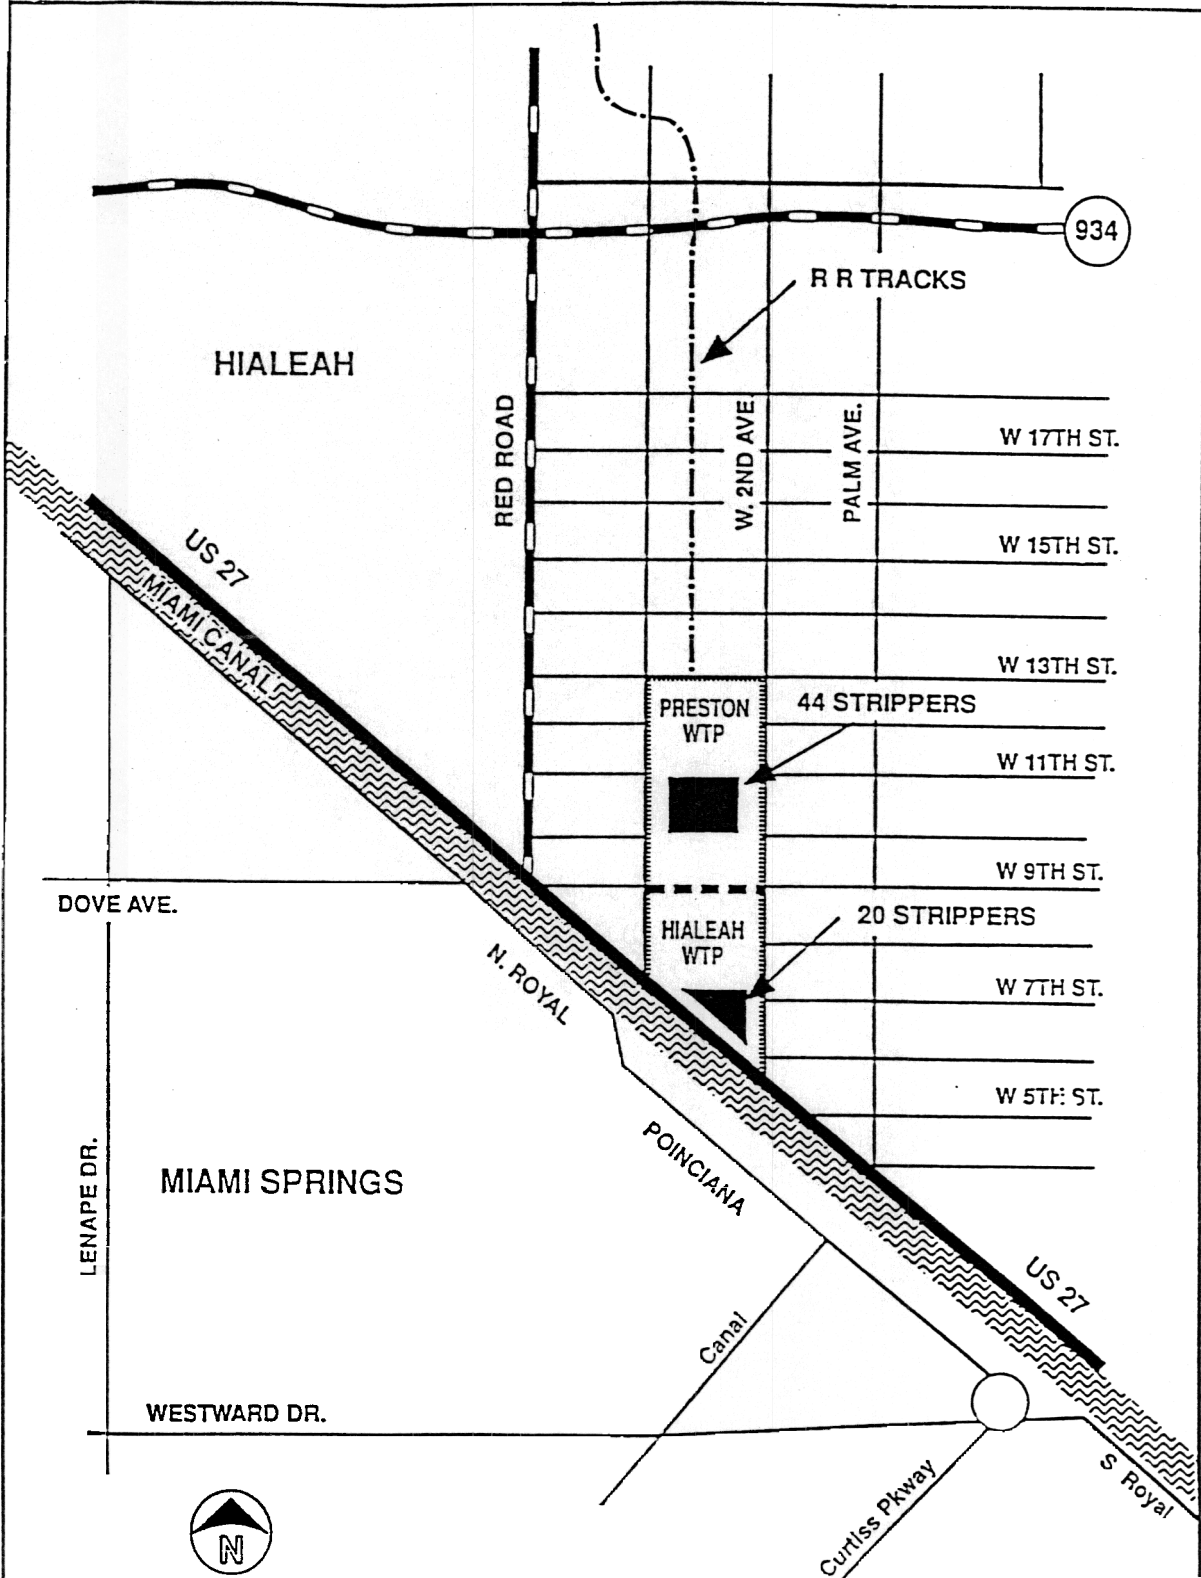 934
R R TRACKS
HIALEAH
RED ROAD
W. 2ND AVE.
PALM AVE.
W 17TH ST.
W 15TH ST.
US 27
MIAMI CANAL
W 13TH ST.
PRESTON
WTP
44 STRIPPERS
W 11TH ST.
W 9TH ST.
DOVE AVE.
20 STRIPPERS
HIALEAH
WTP
N. ROYAL
W 7TH ST.
W 5TH ST.
POINCIANA
LENAPE DR.
MIAMI SPRINGS
US 27
Canal
WESTWARD DR.
S Royal
Curtiss Pkway
N